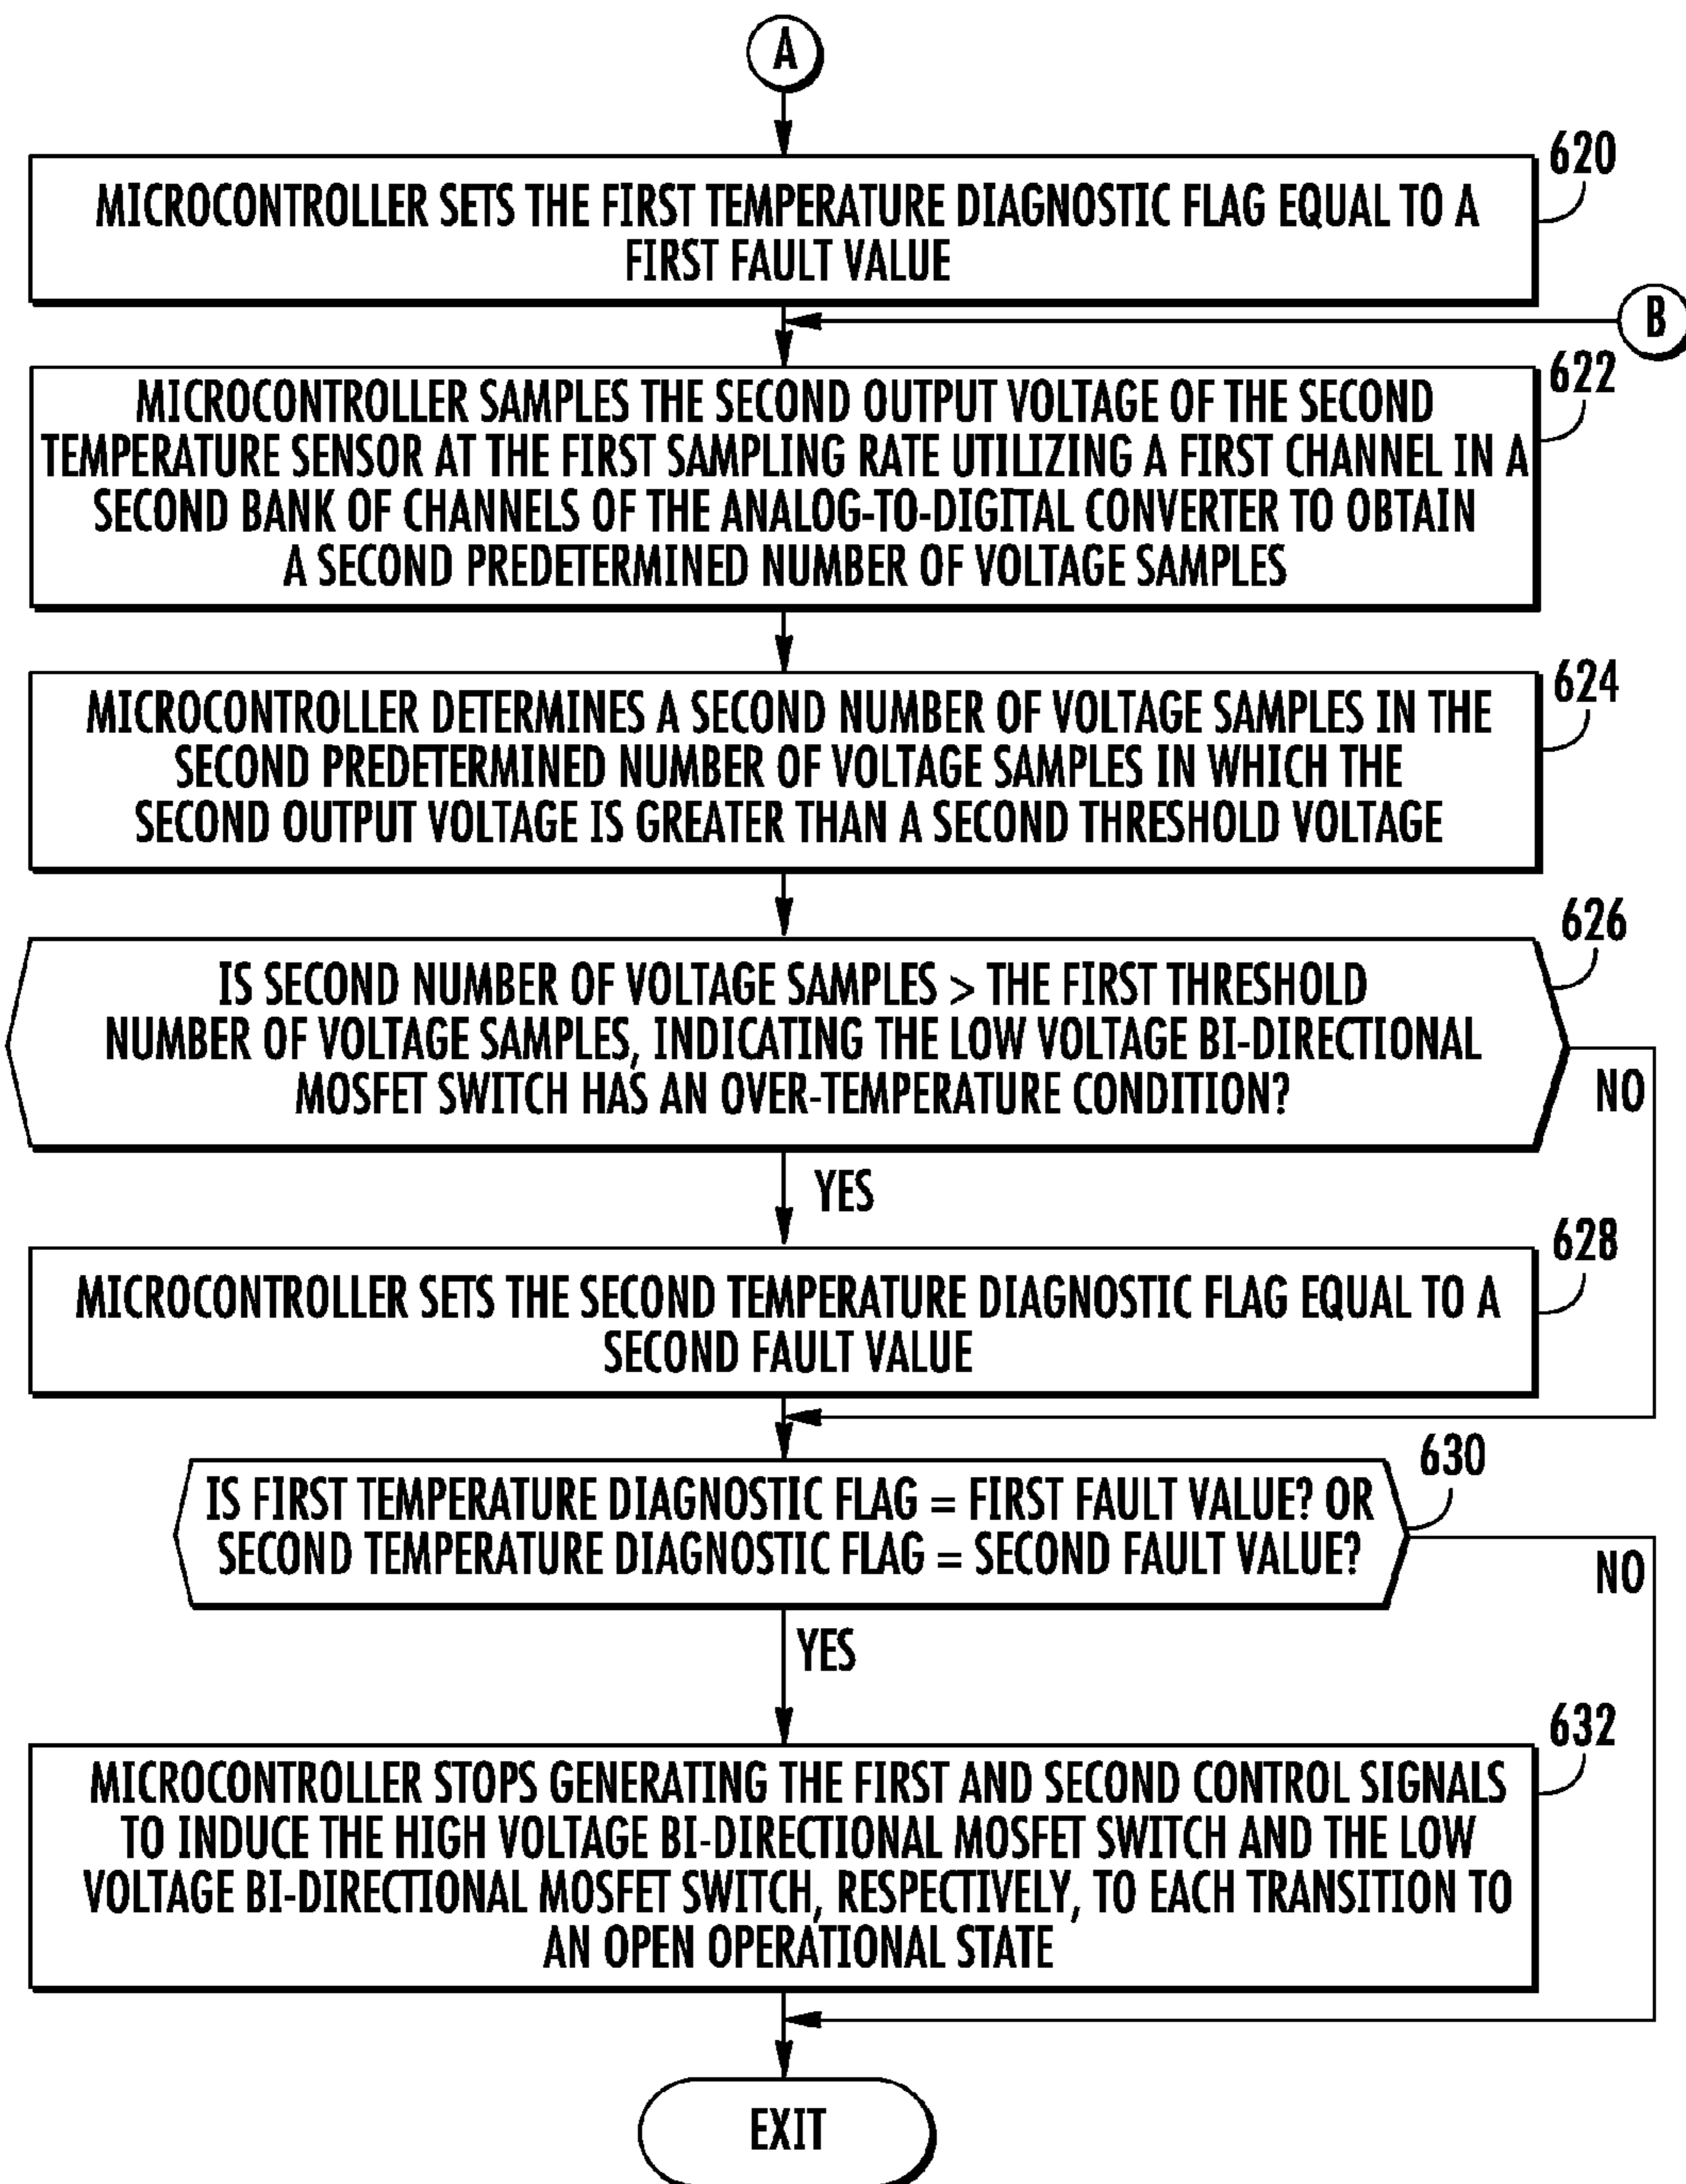 A
620
MICROCONTROLLER SETS THE FIRST TEMPERATURE DIAGNOSTIC FLAG EQUAL TO A
FIRST FAULT VALUE
B
622
MICROCONTROLLER SAMPLES THE SECOND OUTPUT VOLTAGE OF THE SECOND
TEMPERATURE SENSOR AT THE FIRST SAMPLING RATE UTILIZING A FIRST CHANNEL IN A
SECOND BANK OF CHANNELS OF THE ANALOG-TO-DIGITAL CONVERTER TO OBTAIN
A SECOND PREDETERMINED NUMBER OF VOLTAGE SAMPLES
624
MICROCONTROLLER DETERMINES A SECOND NUMBER OF VOLTAGE SAMPLES IN THE
SECOND PREDETERMINED NUMBER OF VOLTAGE SAMPLES IN WHICH THE
SECOND OUTPUT VOLTAGE IS GREATER THAN A SECOND THRESHOLD VOLTAGE
626
IS SECOND NUMBER OF VOLTAGE SAMPLES > THE FIRST THRESHOLD
NUMBER OF VOLTAGE SAMPLES, INDICATING THE LOW VOLTAGE BI-DIRECTIONAL
MOSFET SWITCH HAS AN OVER-TEMPERATURE CONDITION?
NO
YES
628
MICROCONTROLLER SETS THE SECOND TEMPERATURE DIAGNOSTIC FLAG EQUAL TO A
SECOND FAULT VALUE
630
IS FIRST TEMPERATURE DIAGNOSTIC FLAG = FIRST FAULT VALUE? OR
SECOND TEMPERATURE DIAGNOSTIC FLAG = SECOND FAULT VALUE?
NO
YES
632
MICROCONTROLLER STOPS GENERATING THE FIRST AND SECOND CONTROL SIGNALS
TO INDUCE THE HIGH VOLTAGE BI-DIRECTIONAL MOSFET SWITCH AND THE LOW
VOLTAGE BI-DIRECTIONAL MOSFET SWITCH, RESPECTIVELY, TO EACH TRANSITION TO
AN OPEN OPERATIONAL STATE
EXIT